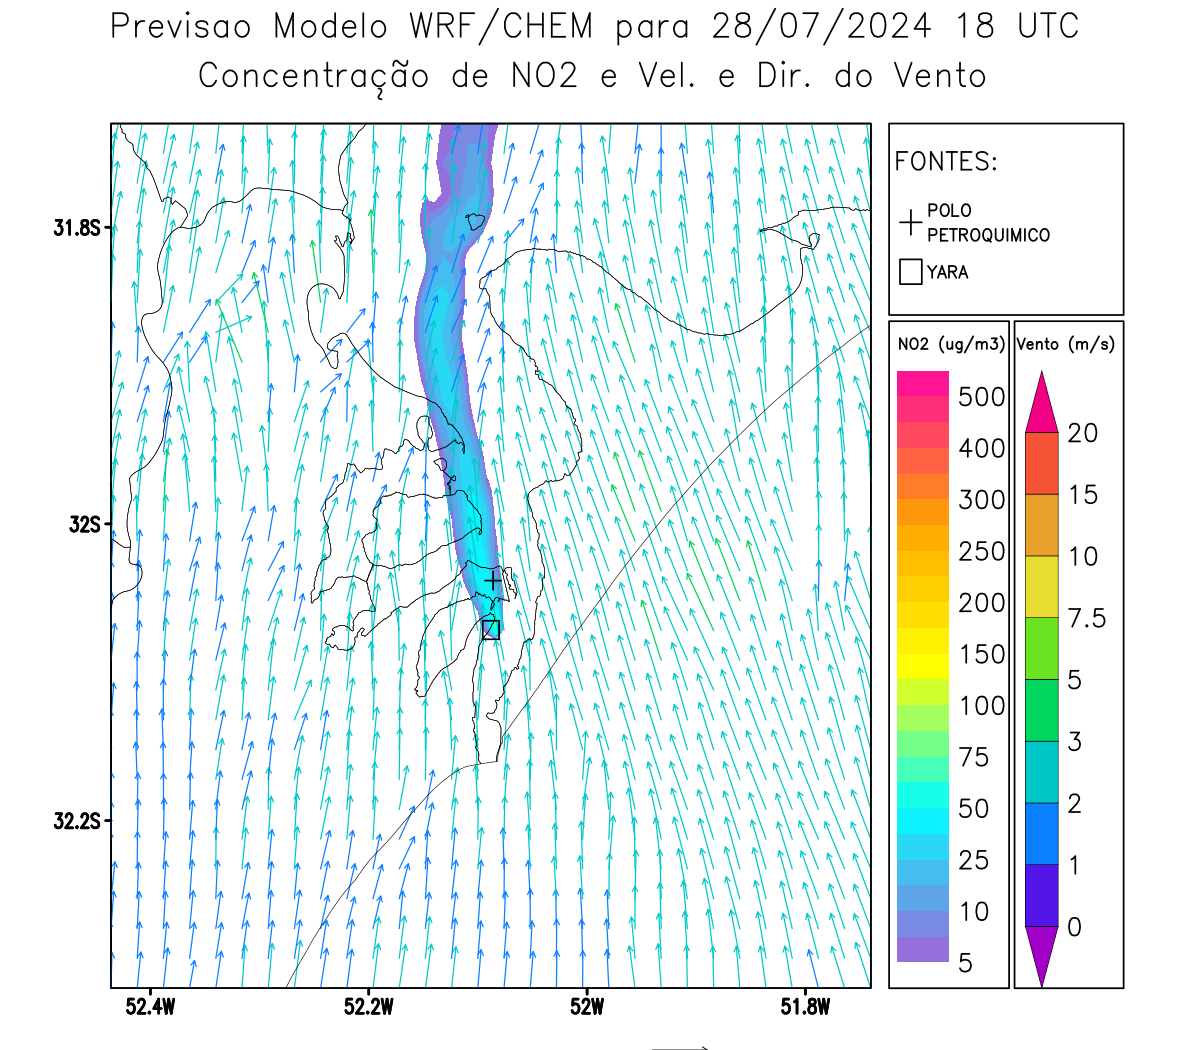 Previsao Modelo WRF/CHEM para 28/07/2024 18 UTC
Concentração de NO2 e Vel. e Dir. do Vento
FONTES:
POLO
PETROQUIMICO
YARA
31.8S
32S
32.2S
52.4W
52.2W
52W
51.8W
NO2 (ug/m3)
500
400
300
250
200
150
100
75
50
25
10
5
Vento (m/s)
20
15
10
7.5
5
3
2
1
0